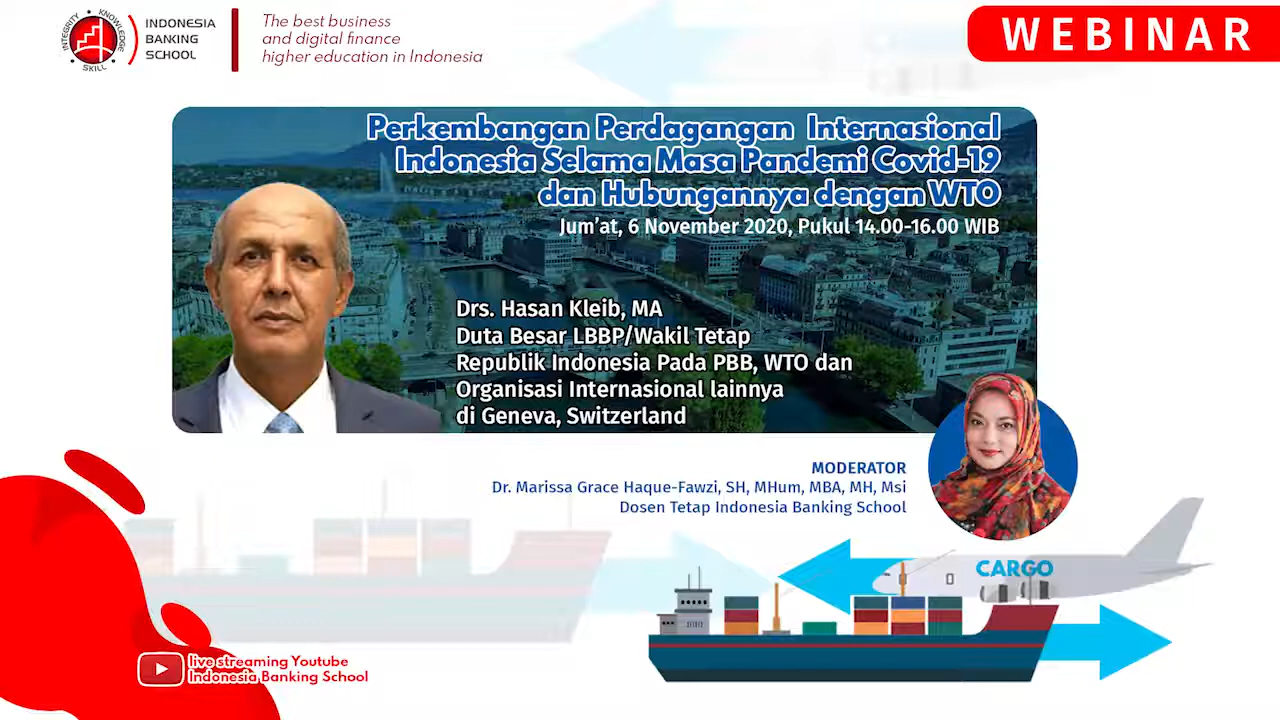 INTEGRITY
KNOWLEDGE
SKILL
INDONESIA
BANKING
SCHOOL
The best business
and digital finance
higher education in Indonesia
WEBINAR
Perkembangan Perdagangan Internasional
Indonesia Selama Masa Pandemi Covid-19
dan Hubungannya dengan WTO
Jum'at, 6 November 2020, Pukul 14.00-16.00 WIB
Drs. Hasan Kleib, MA
Duta Besar LBBP/Wakil Tetap
Republik Indonesia Pada PBB, WTO dan
Organisasi Internasional lainnya
di Geneva, Switzerland
MODERATOR
Dr. Marissa Grace Haque-Fawzi, SH, MHum, MBA, MH, Msi
Dosen Tetap Indonesia Banking School
CARGO
live streaming Youtube
Indonesia Banking School